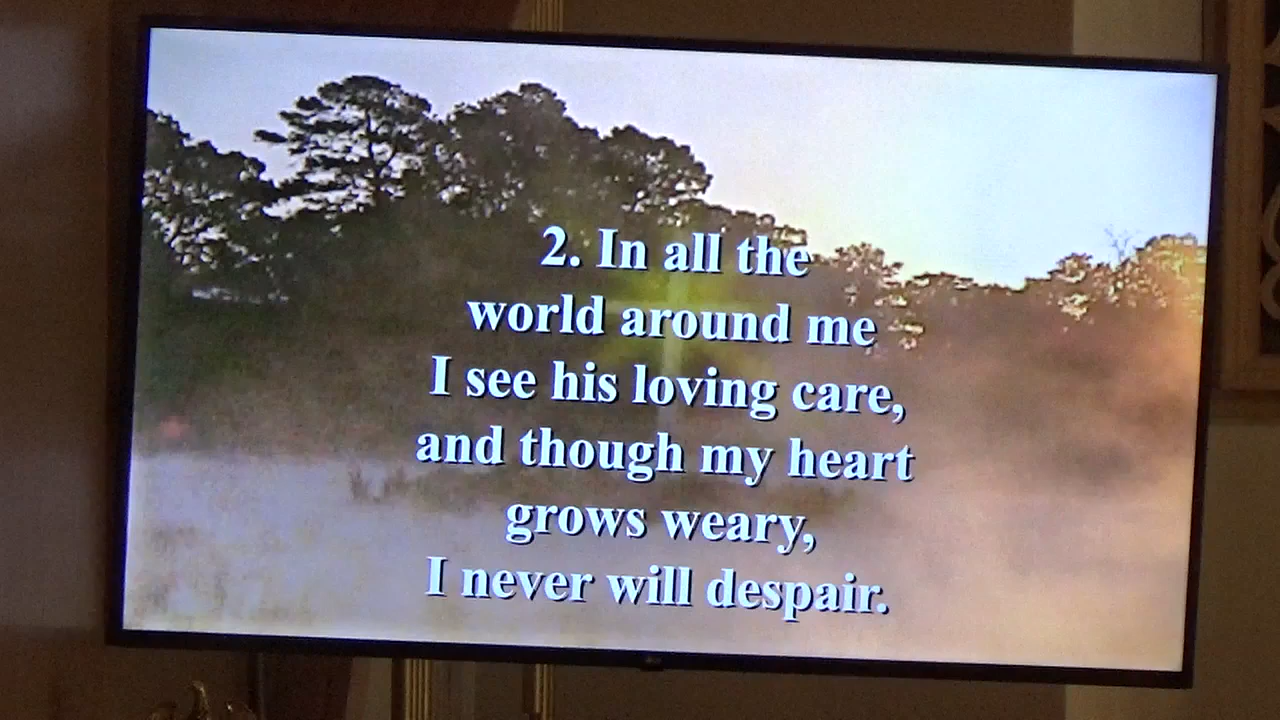 2. In all the
world around me
I see his loving care,
and though my heart
grows weary,
I never will despair.